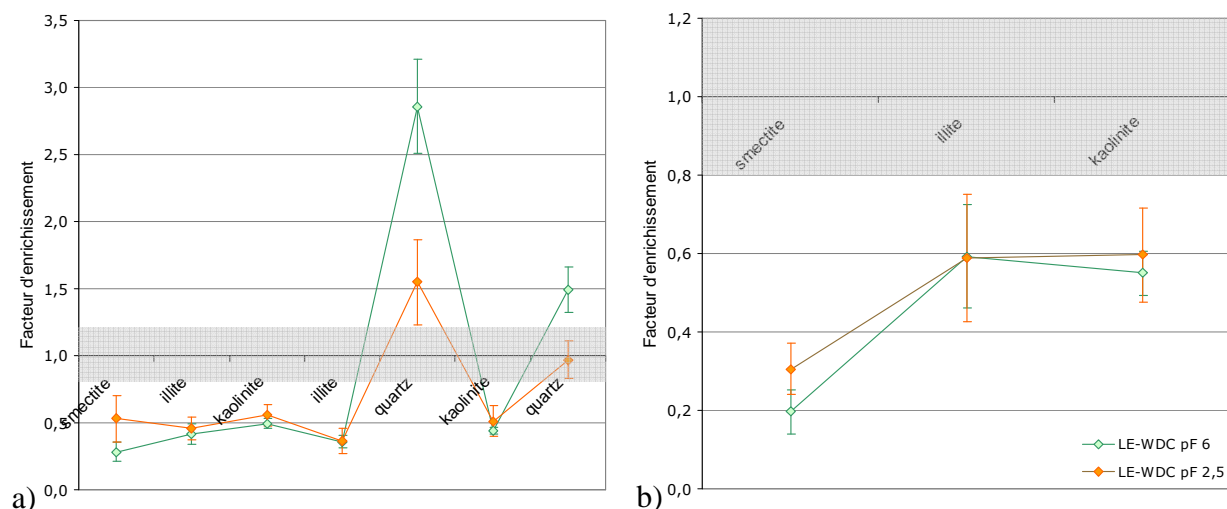 3,5
3,0
2,5
2,0
1,5
1,0
0,5
0,0
Facteur d'enrichissement
smectite
illite
kaolinite
illite
quartz
kaolinite
quartz
a)
1,2
1,0
0,8
0,6
0,4
0,2
0,0
Facteur d'enrichissement
smectite
illite
kaolinite
LE-WDC pF 6
LE-WDC pF 2,5
b)